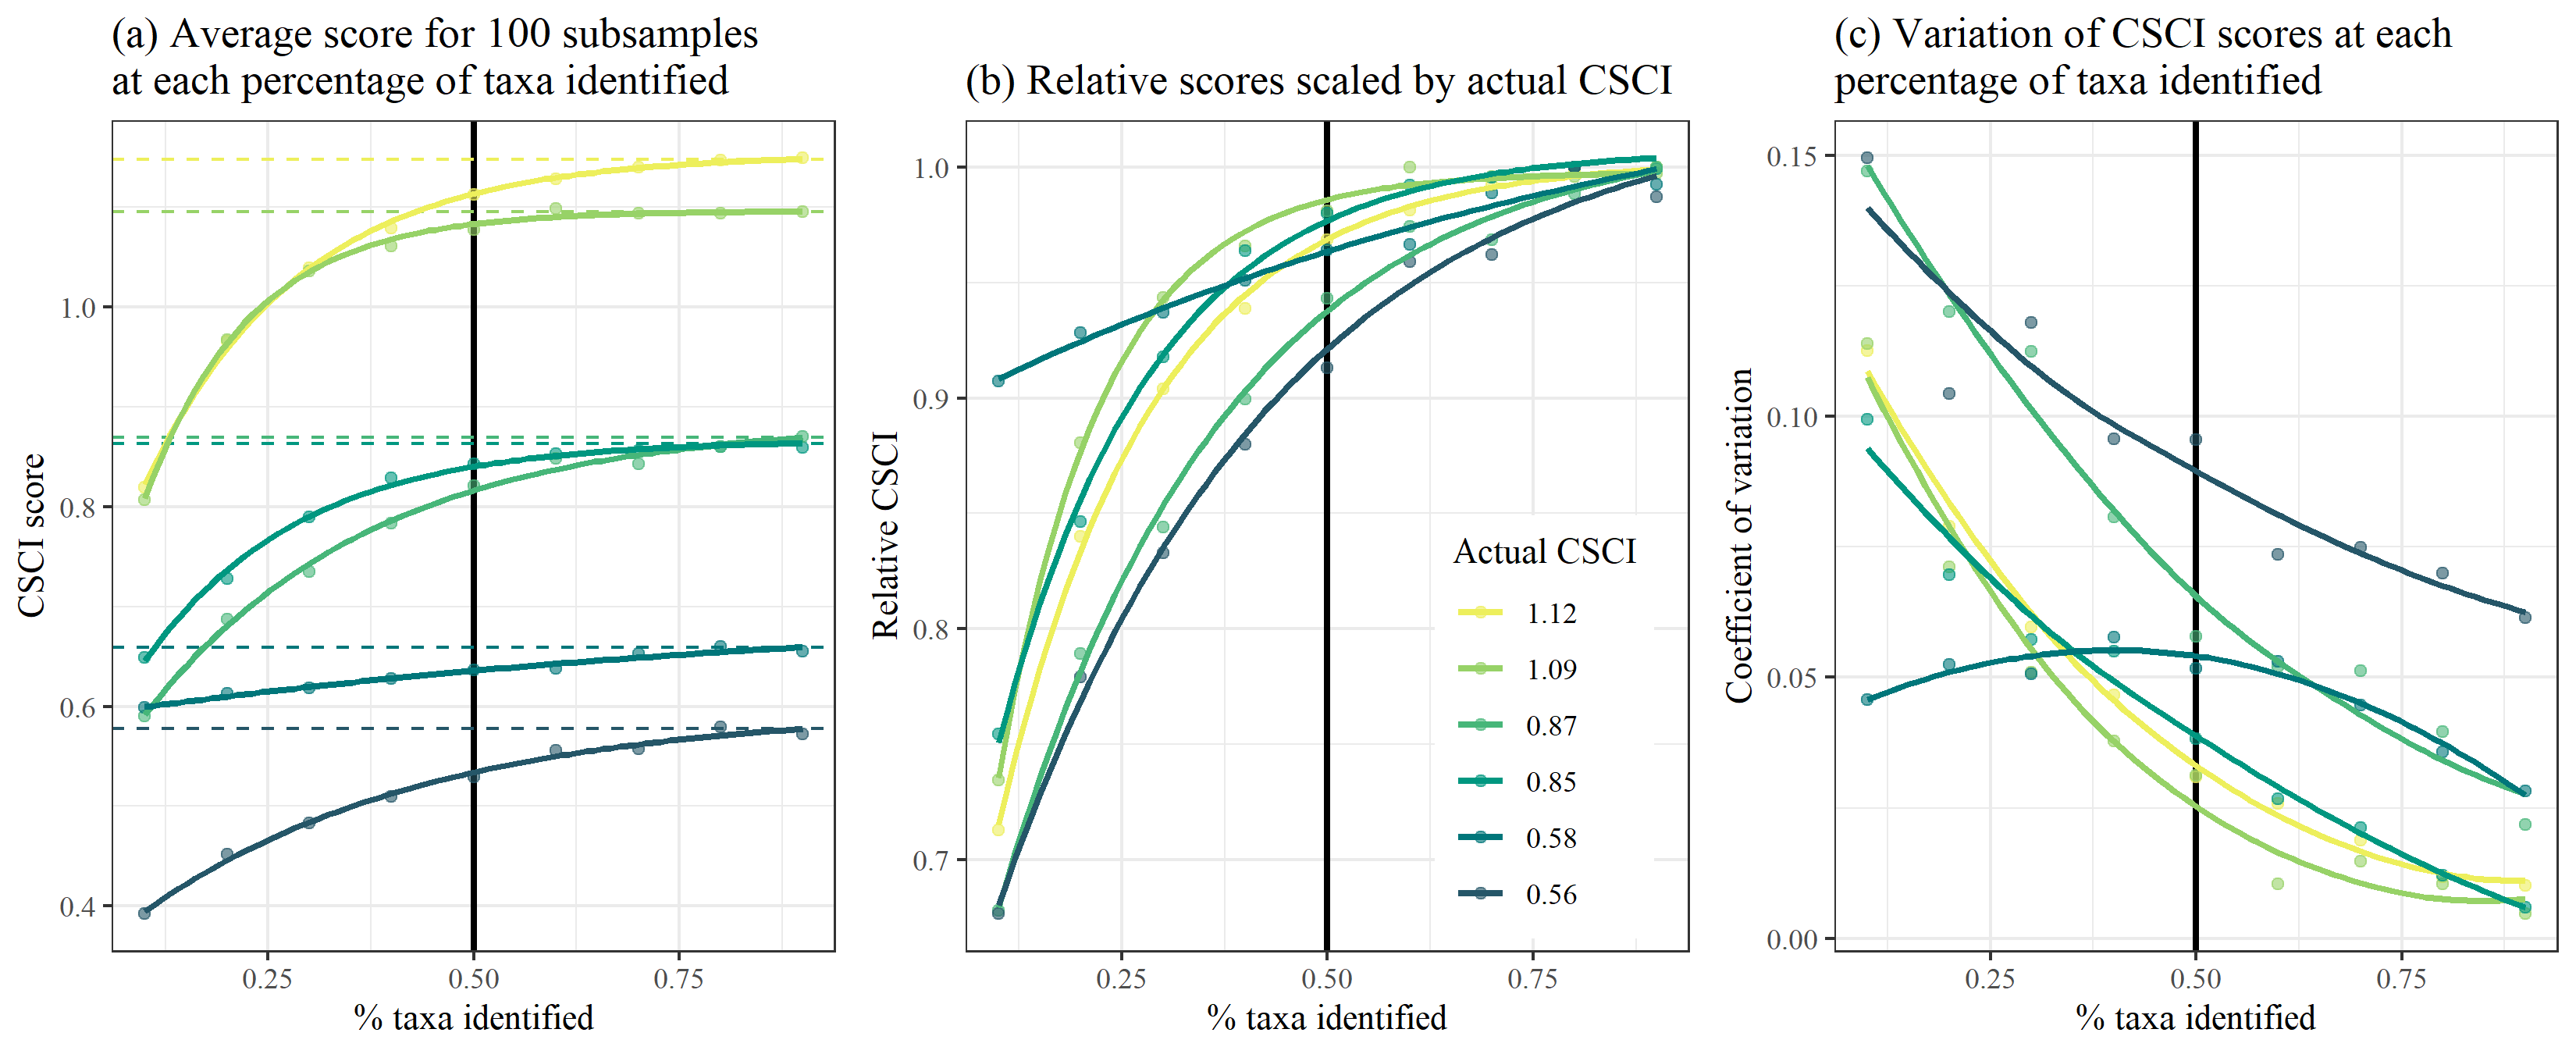 (a) Average score for 100 subsamples
at each percentage of taxa identified
CSCI score
1.0
0.8
0.6
0.4
0.25
0.50
0.75
% taxa identified
(b) Relative scores scaled by actual CSCI
Relative CSCI
1.0
0.9
0.8
0.7
Actual CSCI
1.12
1.09
0.87
0.85
0.58
0.56
0.25
0.50
0.75
% taxa identified
(c) Variation of CSCI scores at each
percentage of taxa identified
Coefficient of variation
0.15
0.10
0.05
0.00
0.25
0.50
0.75
% taxa identified